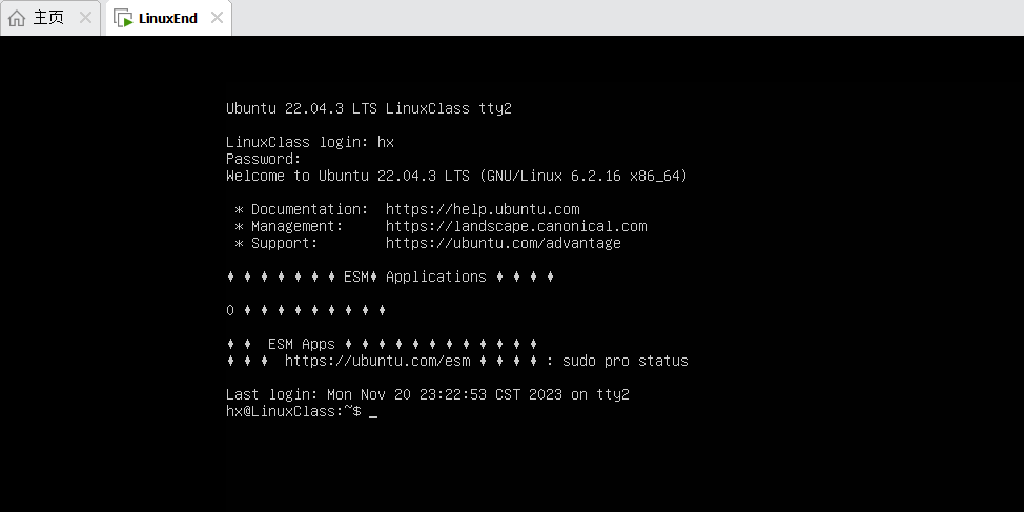 主页
LinuxEnd
Ubuntu 22.04.3 LTS LinuxClass tty2
LinuxClass login: hx
Password:
Welcome to Ubuntu 22.04.3 LTS (GNU/Linux 6.2.16 x86_64)
* Documentation: https://help.ubuntu.com
* Management: https://landscape.canonical.com
* Support: https://ubuntu.com/advantage
♦ ♦ ♦ ♦ ♦ ♦ ♦ ESM♦ Applications ♦ ♦ ♦ ♦
0 ♦ ♦ ♦ ♦ ♦ ♦ ♦ ♦ ♦
♦ ♦ ESM Apps ♦ ♦ ♦ ♦ ♦ ♦ ♦ ♦ ♦ ♦ ♦ ♦
♦ ♦ ♦ https://ubuntu.com/esm ♦ ♦ ♦ ♦ : sudo pro status
Last login: Mon Nov 20 23:22:53 CST 2023 on tty2
hx@LinuxClass:~$ _